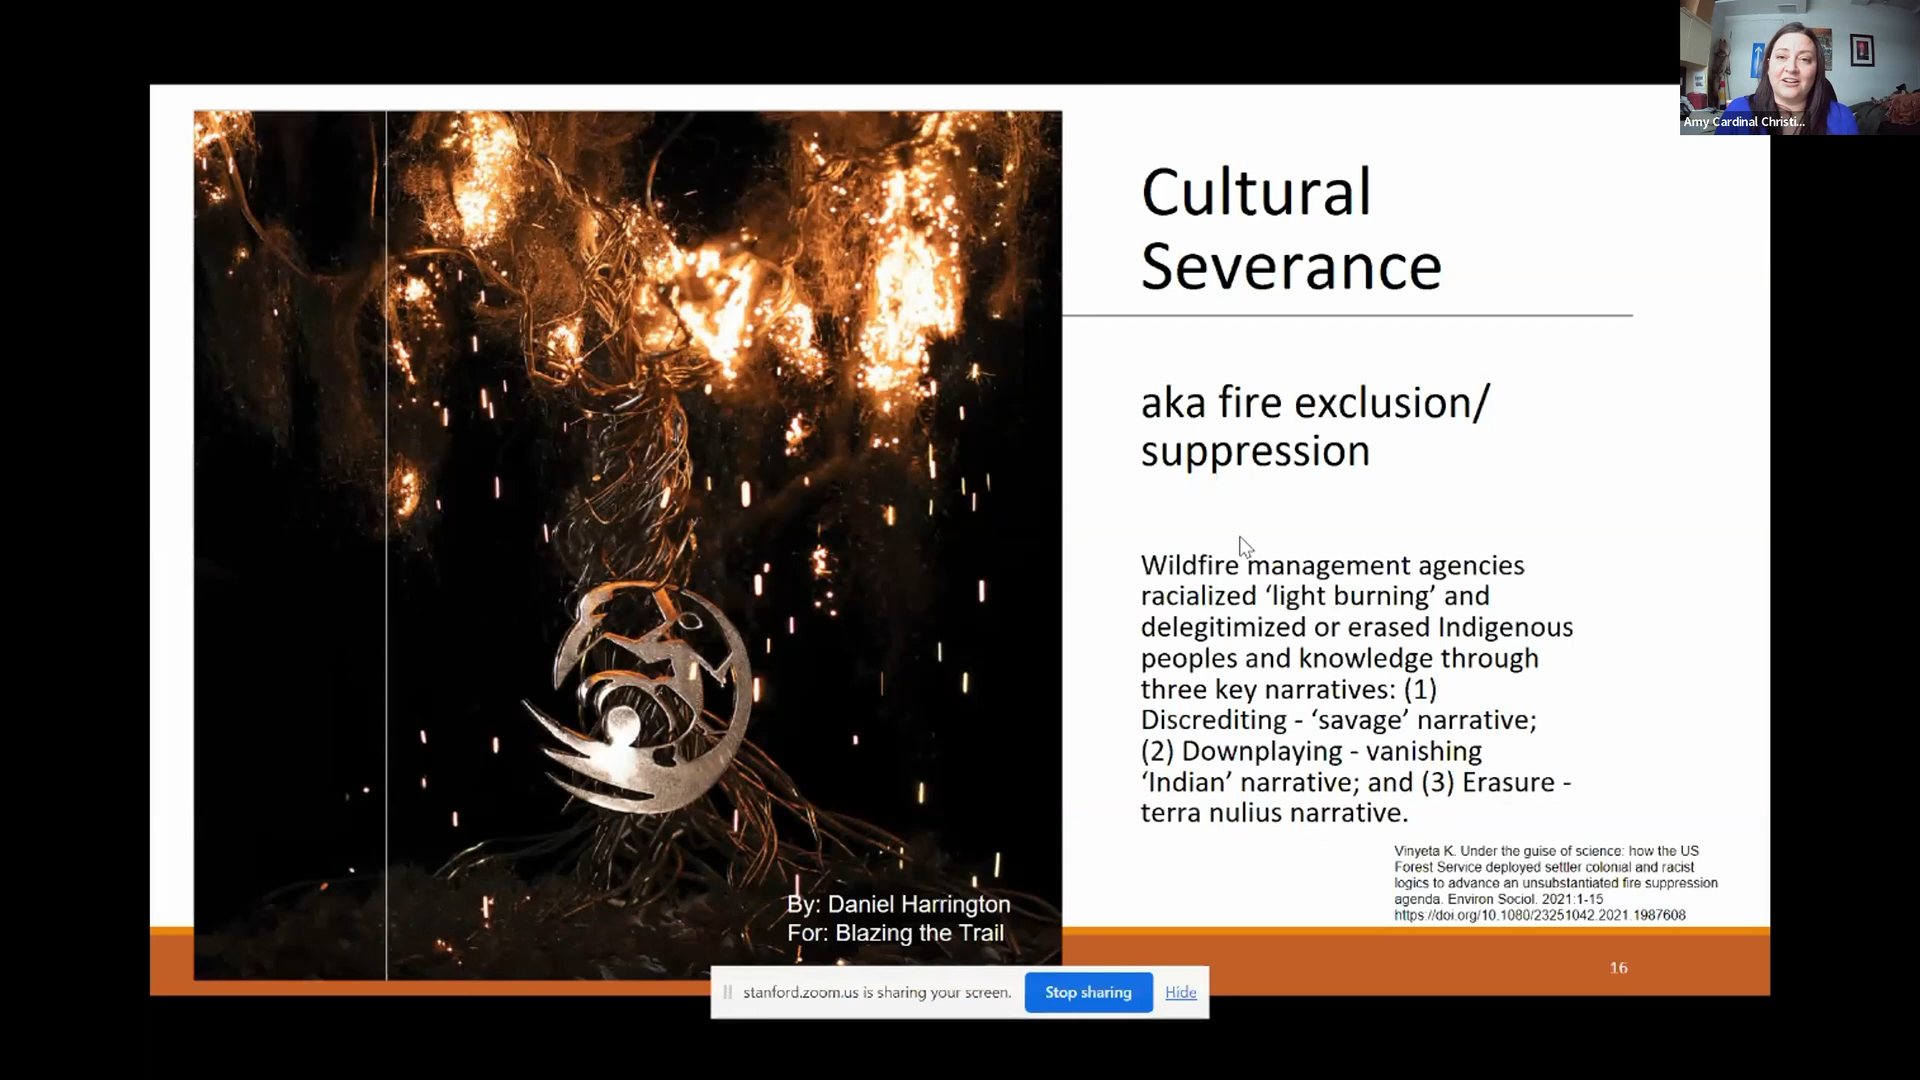 Amy Cardinal Christi...
Cultural
Severance
aka fire exclusion/
suppression
Wildfire management agencies
racialized ‘light burning’ and
delegitimized or erased Indigenous
peoples and knowledge through
three key narratives: (1)
Discrediting - ‘savage’ narrative;
(2) Downplaying - vanishing
‘Indian’ narrative; and (3) Erasure -
terra nulius narrative.
Vinyeta K. Under the guise of science: how the US
Forest Service deployed settler colonial and racist
logics to advance an unsubstantiated fire suppression
agenda. Environ Sociol. 2021:1-15
https://doi.org/10.1080/23251042.2021.1987608
By: Daniel Harrington
For: Blazing the Trail
16
stanford.zoom.us is sharing your screen.
Stop sharing
Hide